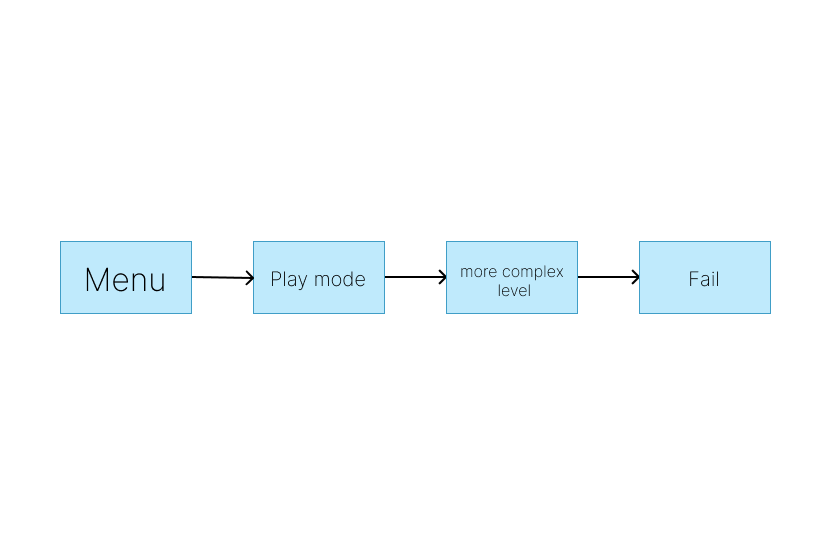 Menu
Play mode
more complex
level
Fail